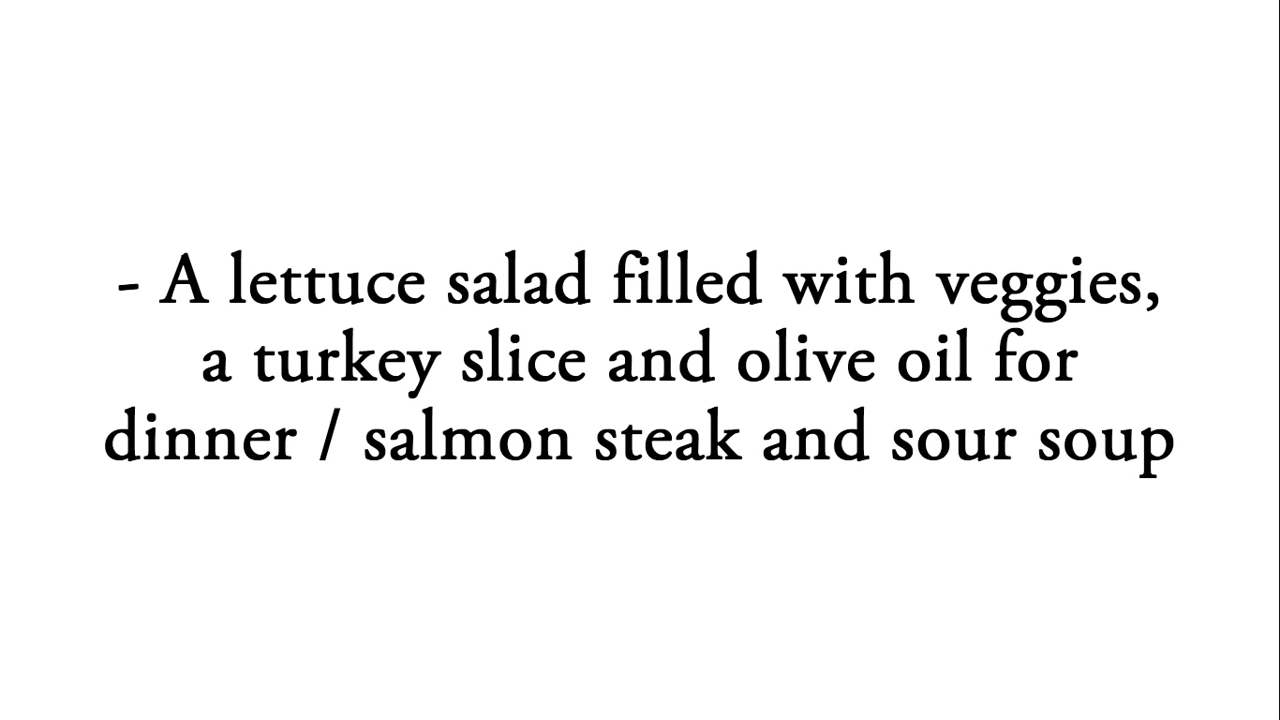 - A lettuce salad filled with veggies,
a turkey slice and olive oil for
dinner / salmon steak and sour soup